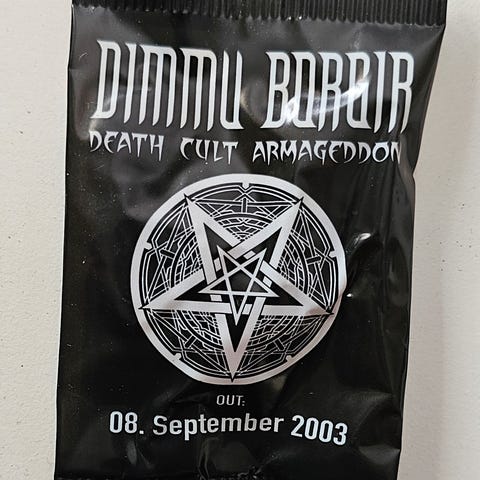 DIMMU BORGIR
DEATH CULT ARMAGEDDON
OUT:
08. September 2003